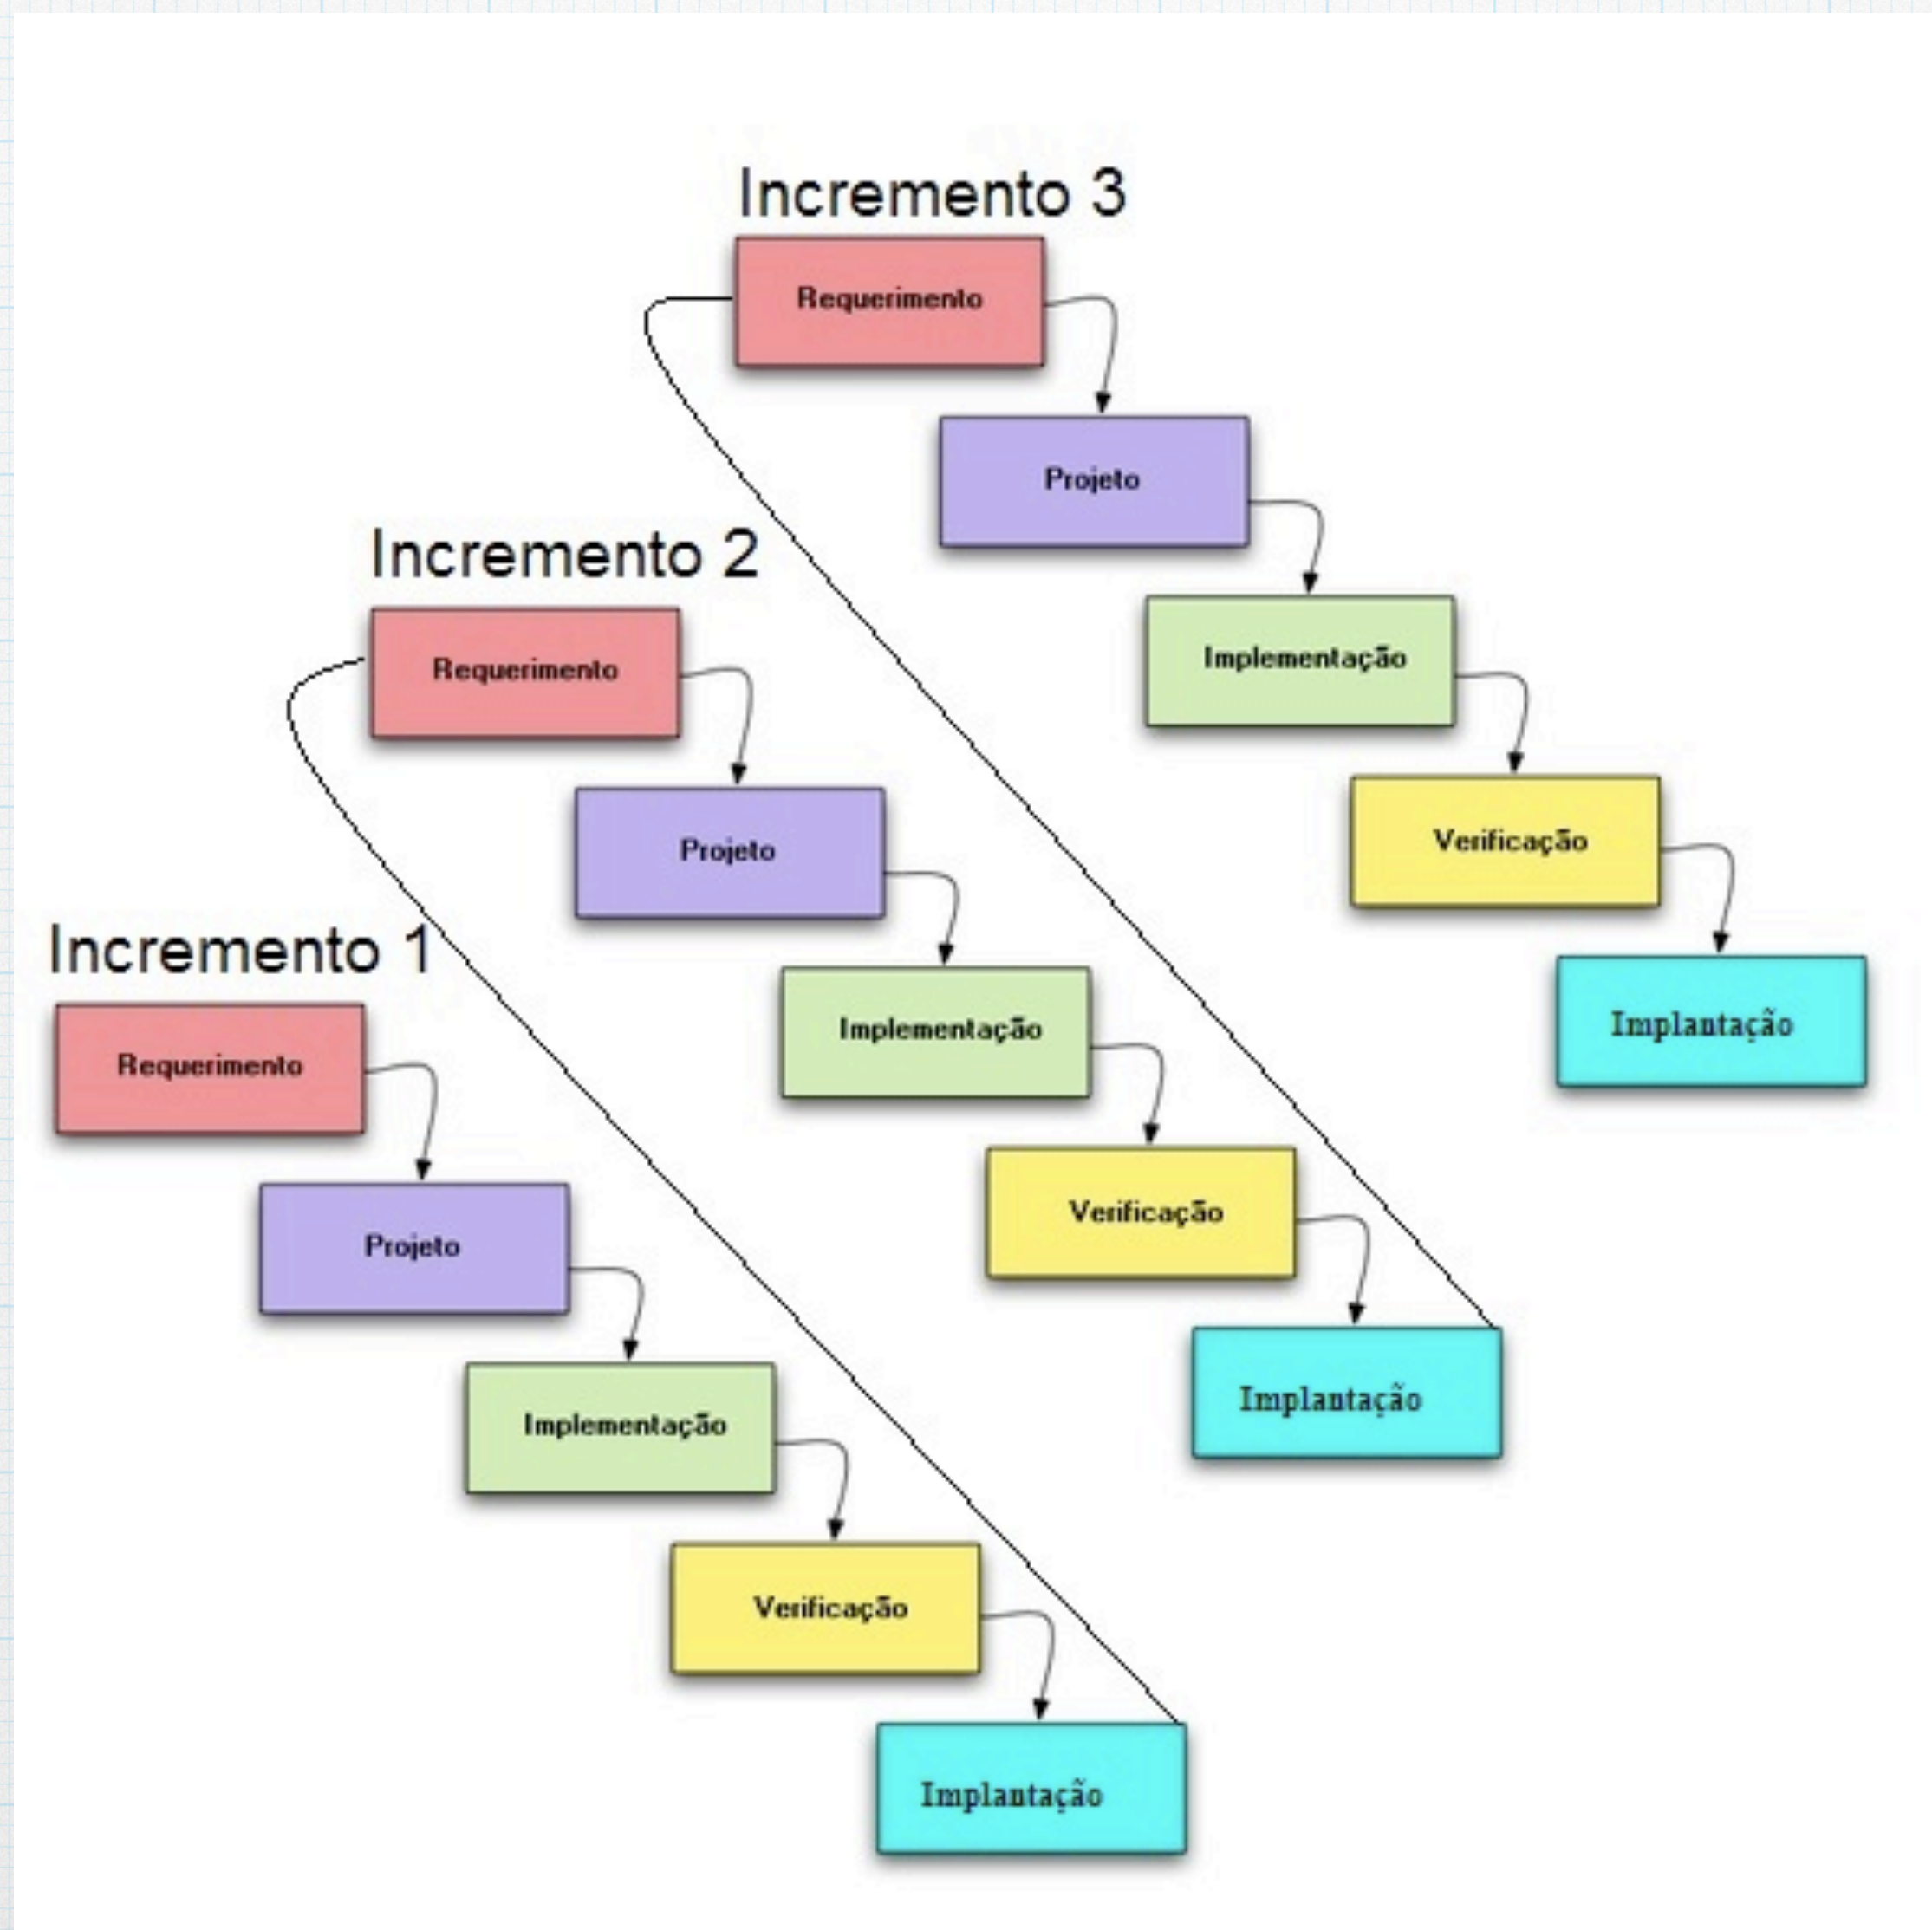 Incremento 3
Requerimento
Projeto
Implementação
Verificação
Implantação
Incremento 2
Requerimento
Projeto
Implementação
Verificação
Implantação
Incremento 1
Requerimento
Projeto
Implementação
Verificação
Implantação